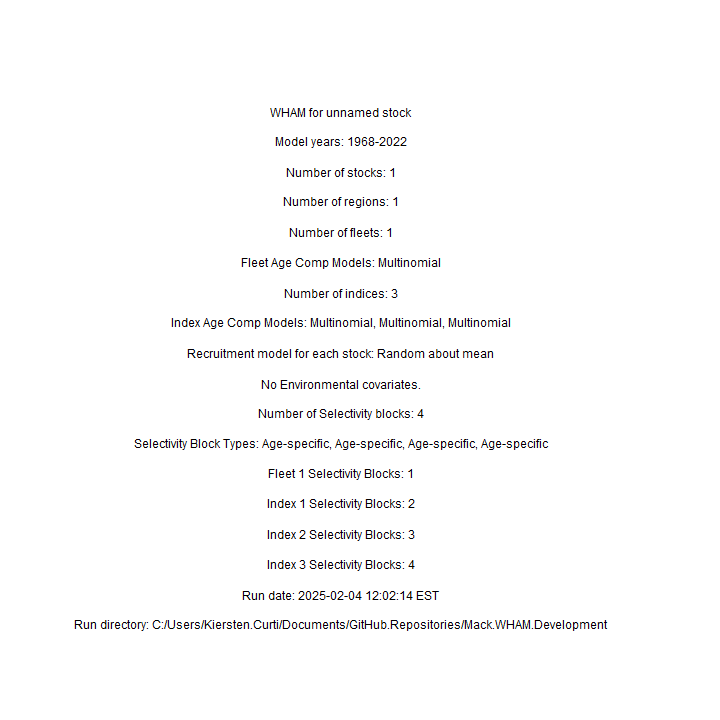 WHAM for unnamed stock
Model years: 1968-2022
Number of stocks: 1
Number of regions: 1
Number of fleets: 1
Fleet Age Comp Models: Multinomial
Number of indices: 3
Index Age Comp Models: Multinomial, Multinomial, Multinomial
Recruitment model for each stock: Random about mean
No Environmental covariates.
Number of Selectivity blocks: 4
Selectivity Block Types: Age-specific, Age-specific, Age-specific, Age-specific
Fleet 1 Selectivity Blocks: 1
Index 1 Selectivity Blocks: 2
Index 2 Selectivity Blocks: 3
Index 3 Selectivity Blocks: 4
Run date: 2025-02-04 12:02:14 EST
Run directory: C:/Users/Kiersten.Curti/Documents/GitHub.Repositories/Mack.WHAM.Development